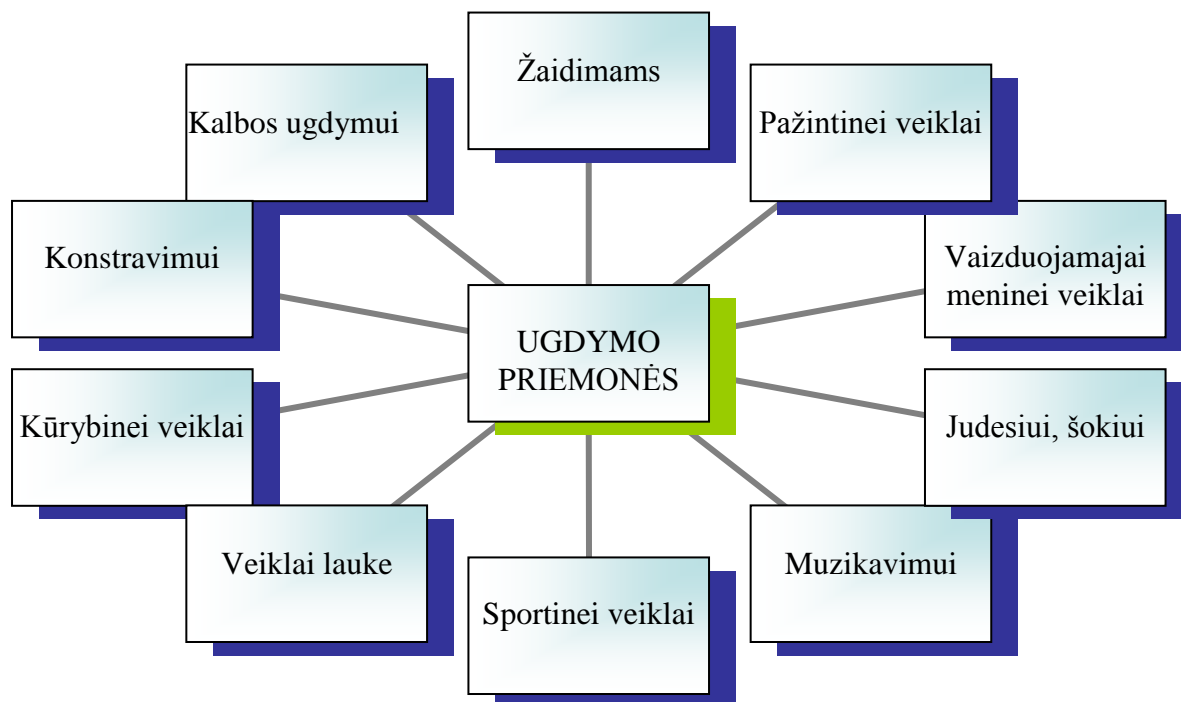 Žaidimams
Kalbos ugdymui
Pažintinei veiklai
Konstravimui
Vaizduojamajai
meninei veiklai
UGDYMO
PRIEMONĖS
Kūrybinei veiklai
Judesiui, šokiui
Veiklai lauke
Muzikavimui
Sportinei veiklai